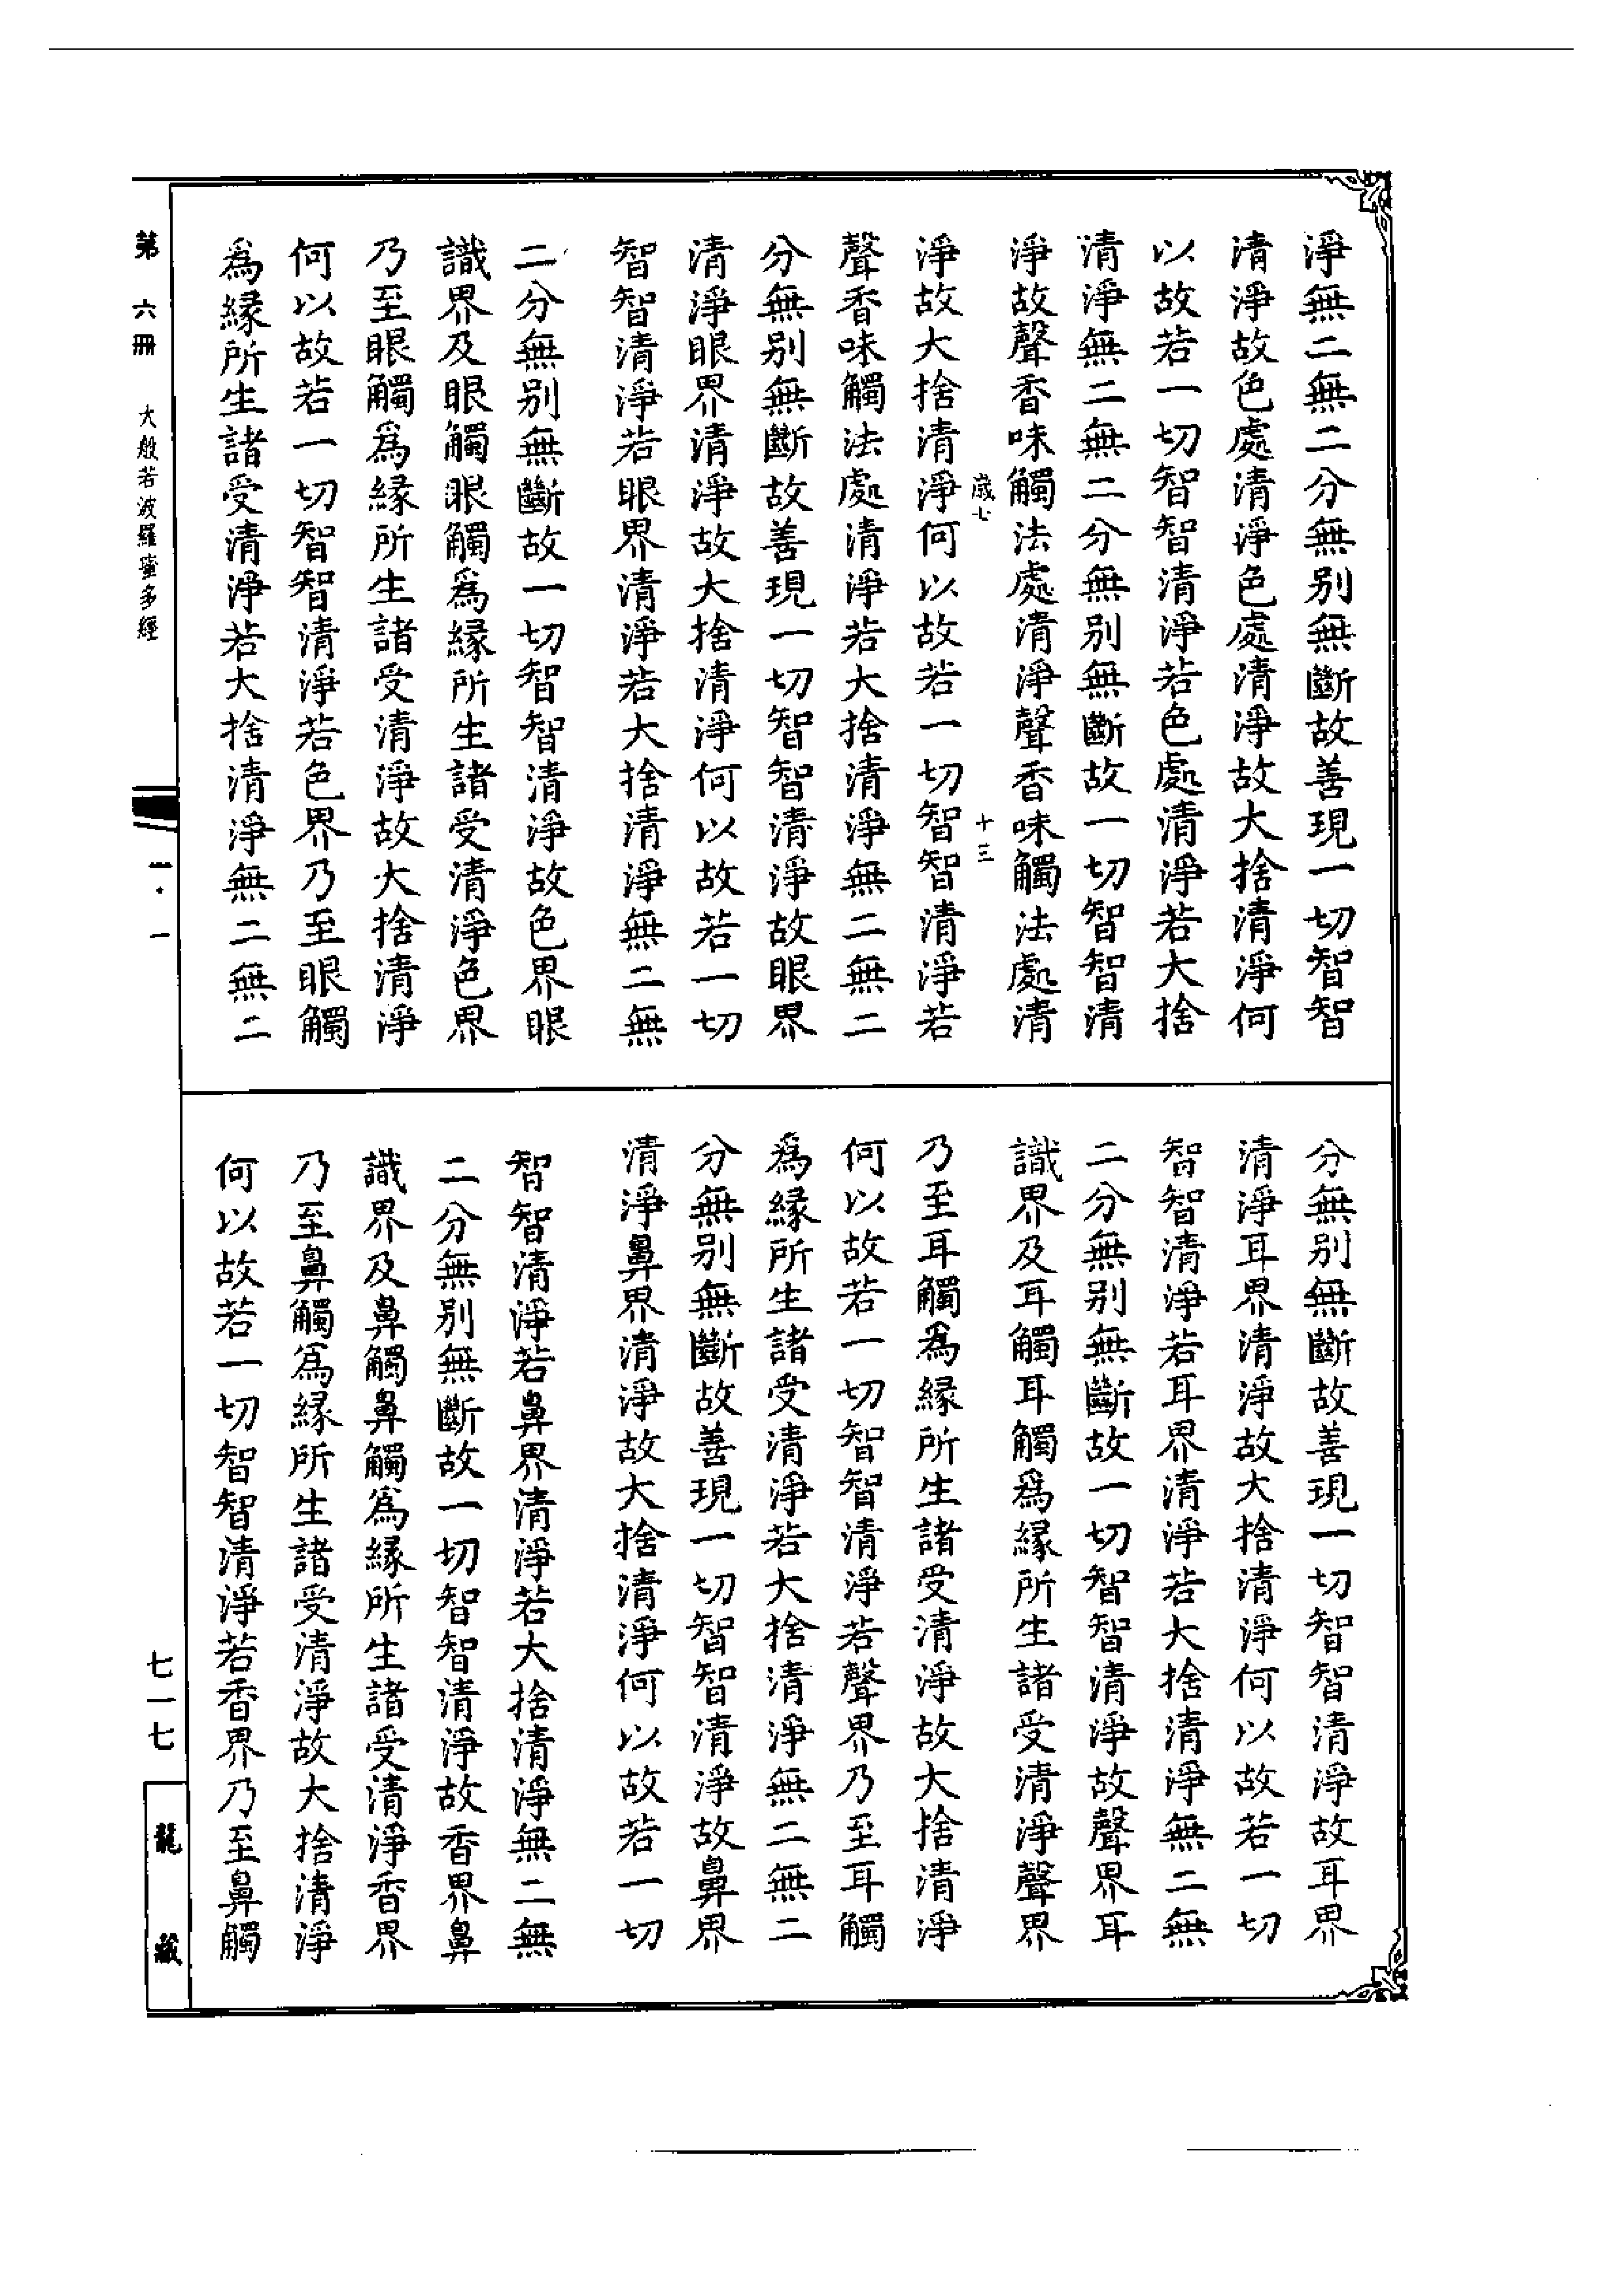 淨無二無二分無别無斷故善現一切智智
清淨故色處清淨色處清淨故大捨清淨何
以故若一切智智清淨若色處清淨若大捨
清淨無二無二分無别無斷故一切智智清
淨故聲香味觸法處清淨聲香味觸法處清
歲七 十三
淨故大捨清淨何以故若一切智智清淨若
聲香味觸法處清淨若大捨清淨無二無二
分無别無斷故善現一切智智清淨故眼界
清淨眼界清淨故大捨清淨何以故若一切
智智清淨若眼界清淨若大捨清淨無二無
二分無别無斷故一切智智清淨故色界眼
識界及眼觸眼觸爲縁所生諸受清淨色界
乃至眼觸爲縁所生諸受清淨故大捨清淨
何以故若一切智智清淨若色界乃至眼觸
爲縁所生諸受清淨若大捨清淨無二無二
分無别無斷故善現一切智智清淨故耳界
清淨耳界清淨故大捨清淨何以故若一切
智智清淨若耳界清淨若大捨清淨無二無
二分無别無斷故一切智智清淨故聲界耳
識界及耳觸耳觸爲縁所生諸受清淨聲界
乃至耳觸爲縁所生諸受清淨故大捨清淨
何以故若一切智智清淨若聲界乃至耳觸
爲縁所生諸受清淨若大捨清淨無二無二
分無别無斷故善現一切智智清淨故鼻界
清淨鼻界清淨故大捨清淨何以故若一切
智智清淨若鼻界清淨若大捨清淨無二無
二分無别無斷故一切智智清淨故香界鼻
識界及鼻觸鼻觸爲縁所生諸受清淨香界
乃至鼻觸爲縁所生諸受清淨故大捨清淨
何以故若一切智智清淨若香界乃至鼻觸
第六冊 大般若波羅蜜多經
一·一
七一七
龍藏